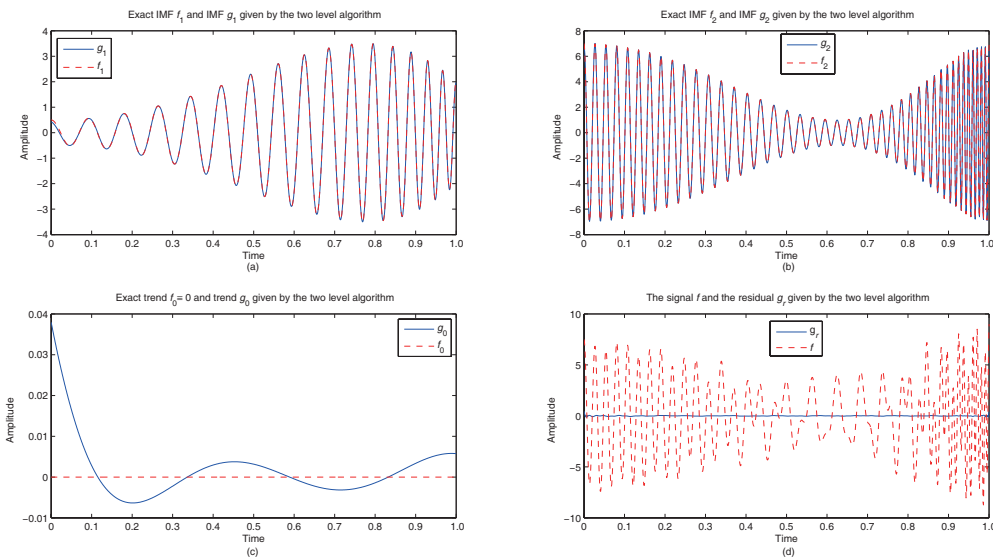 Exact IMF f1 and IMF g1 given by the two level algorithm
4
3
2
1
0
−1
−2
−3
−4
Amplitude
g1
f1
0 0.1 0.2 0.3 0.4 0.5 0.6 0.7 0.8 0.9 1.0
Time
(a)
Exact IMF f2 and IMF g2 given by the two level algorithm
8
6
4
2
0
−2
−4
−6
−8
Amplitude
g2
f2
0 0.1 0.2 0.3 0.4 0.5 0.6 0.7 0.8 0.9 1.0
Time
(b)
Exact trend f0= 0 and trend g0 given by the two level algorithm
0.04
0.03
0.02
0.01
0
−0.01
Amplitude
g0
f0
0 0.1 0.2 0.3 0.4 0.5 0.6 0.7 0.8 0.9 1.0
Time
(c)
The signal f and the residual gr given by the two level algorithm
10
5
0
−5
−10
Amplitude
gr
f
0 0.1 0.2 0.3 0.4 0.5 0.6 0.7 0.8 0.9 1.0
Time
(d)